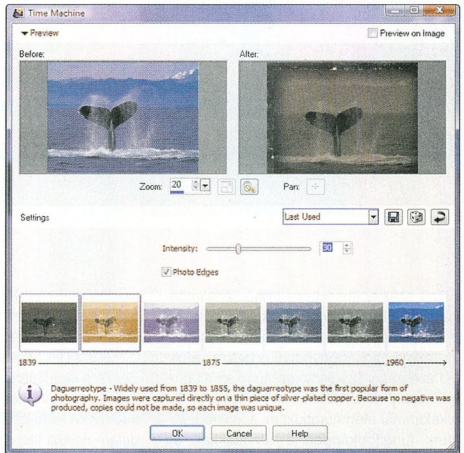 Time Machine
Preview
Preview on Image
Before:
After:
Zoom: 20
Pan:
Settings
Last Used
Intensity: 30
Photo Edges
1839 1875 1960
Daguerreotype - Widely used from 1839 to 1855, the daguerreotype was the first popular form of
photography. Images were captured directly on a thin piece of silver-plated copper. Because no negative was
produced, copies could not be made, so each image was unique.
OK Cancel Help